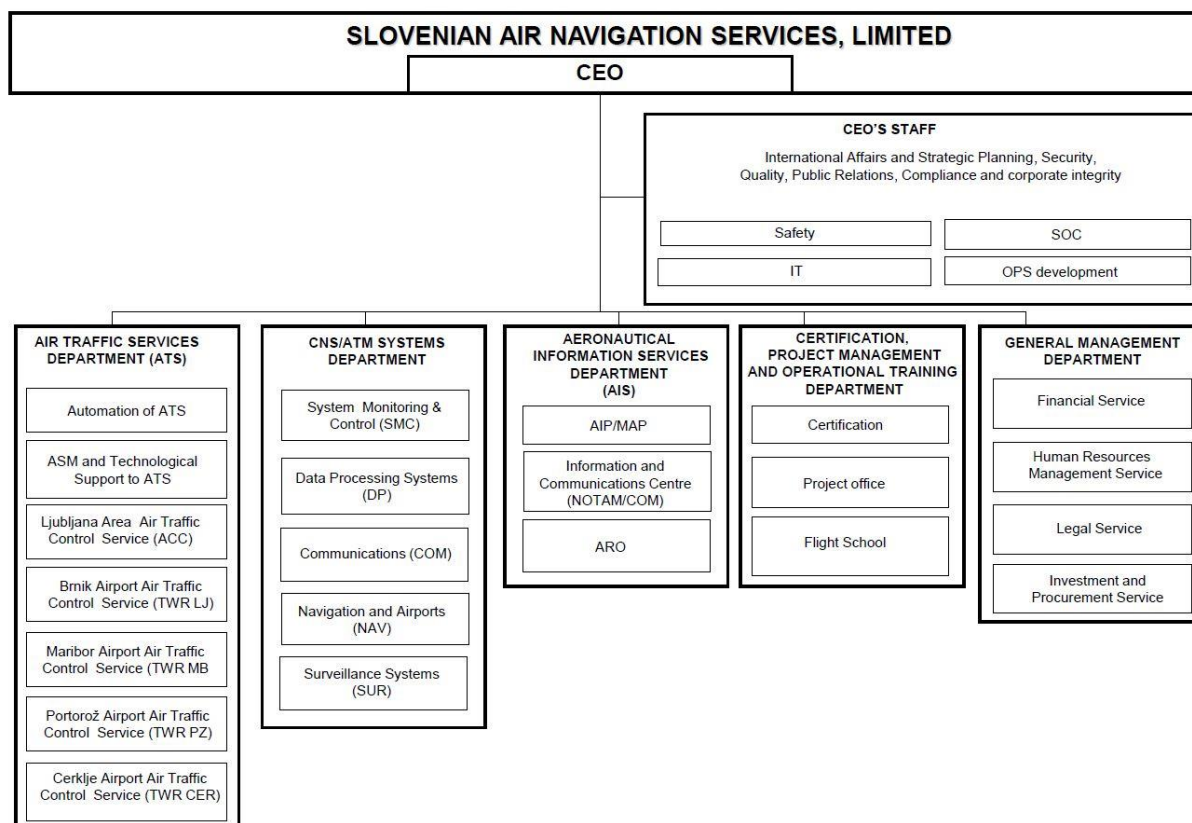 SLOVENIAN AIR NAVIGATION SERVICES, LIMITED
CEO
CEO'S STAFF
International Affairs and Strategic Planning, Security,
Quality, Public Relations, Compliance and corporate integrity
Safety
SOC
IT
OPS development
AIR TRAFFIC SERVICES
DEPARTMENT (ATS)
Automation of ATS
ASM and Technological
Support to ATS
Ljubljana Area Air Traffic
Control Service (ACC)
Brnik Airport Air Traffic
Control Service (TWR LJ)
Maribor Airport Air Traffic
Control Service (TWR MB
Portorož Airport Air Traffic
Control Service (TWR PZ)
Cerklje Airport Air Traffic
Control Service (TWR CER)
CNS/ATM SYSTEMS
DEPARTMENT
System Monitoring &
Control (SMC)
Data Processing Systems
(DP)
Communications (COM)
Navigation and Airports
(NAV)
Surveillance Systems
(SUR)
AERONAUTICAL
INFORMATION SERVICES
DEPARTMENT
(AIS)
AIP/MAP
Information and
Communications Centre
(NOTAM/COM)
ARO
CERTIFICATION,
PROJECT MANAGEMENT
AND OPERATIONAL TRAINING
DEPARTMENT
Certification
Project office
Flight School
GENERAL MANAGEMENT
DEPARTMENT
Financial Service
Human Resources
Management Service
Legal Service
Investment and
Procurement Service